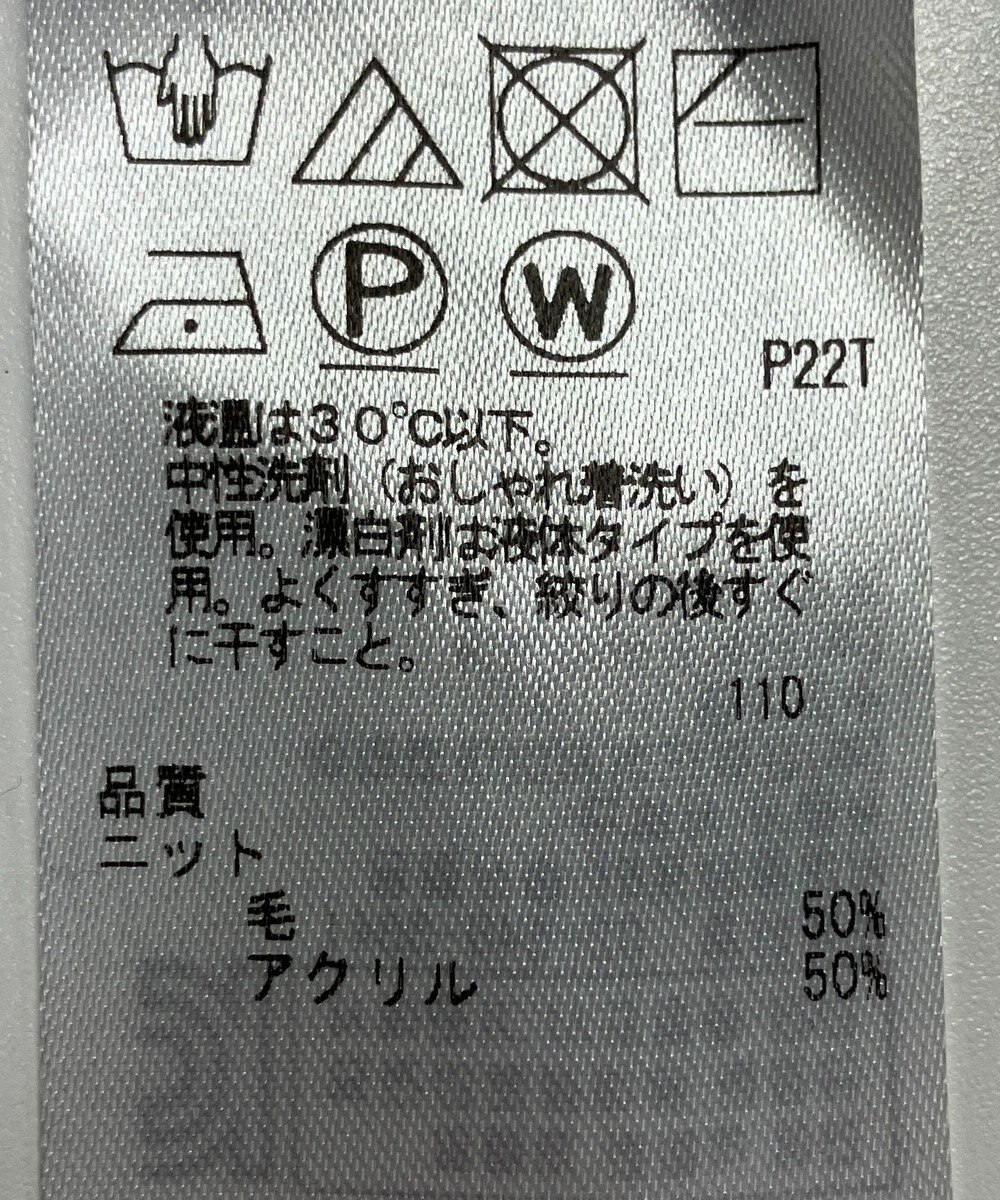 P
W
P22T
液温は30℃以下。
中性洗剤(おしゃれ着洗い)を
使用。漂白剤は液体タイプを使
用。よくすすぎ、絞りの後すぐ
に干すこと。
110
品質
ニット
毛 50%
アクリル 50%